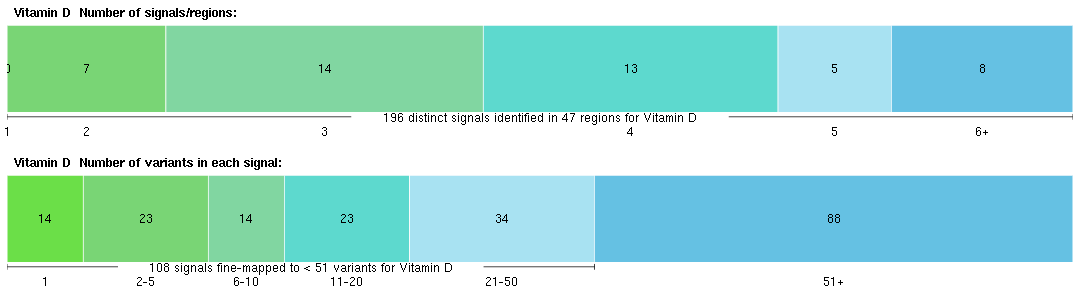 Vitamin D Number of signals/regions:
0 7 14 13 5 8
196 distinct signals identified in 47 regions for Vitamin D
1 2 3 4 5 6+
Vitamin D Number of variants in each signal:
14 23 14 23 34 88
108 signals fine-mapped to < 51 variants for Vitamin D
1 2-5 6-10 11-20 21-50 51+